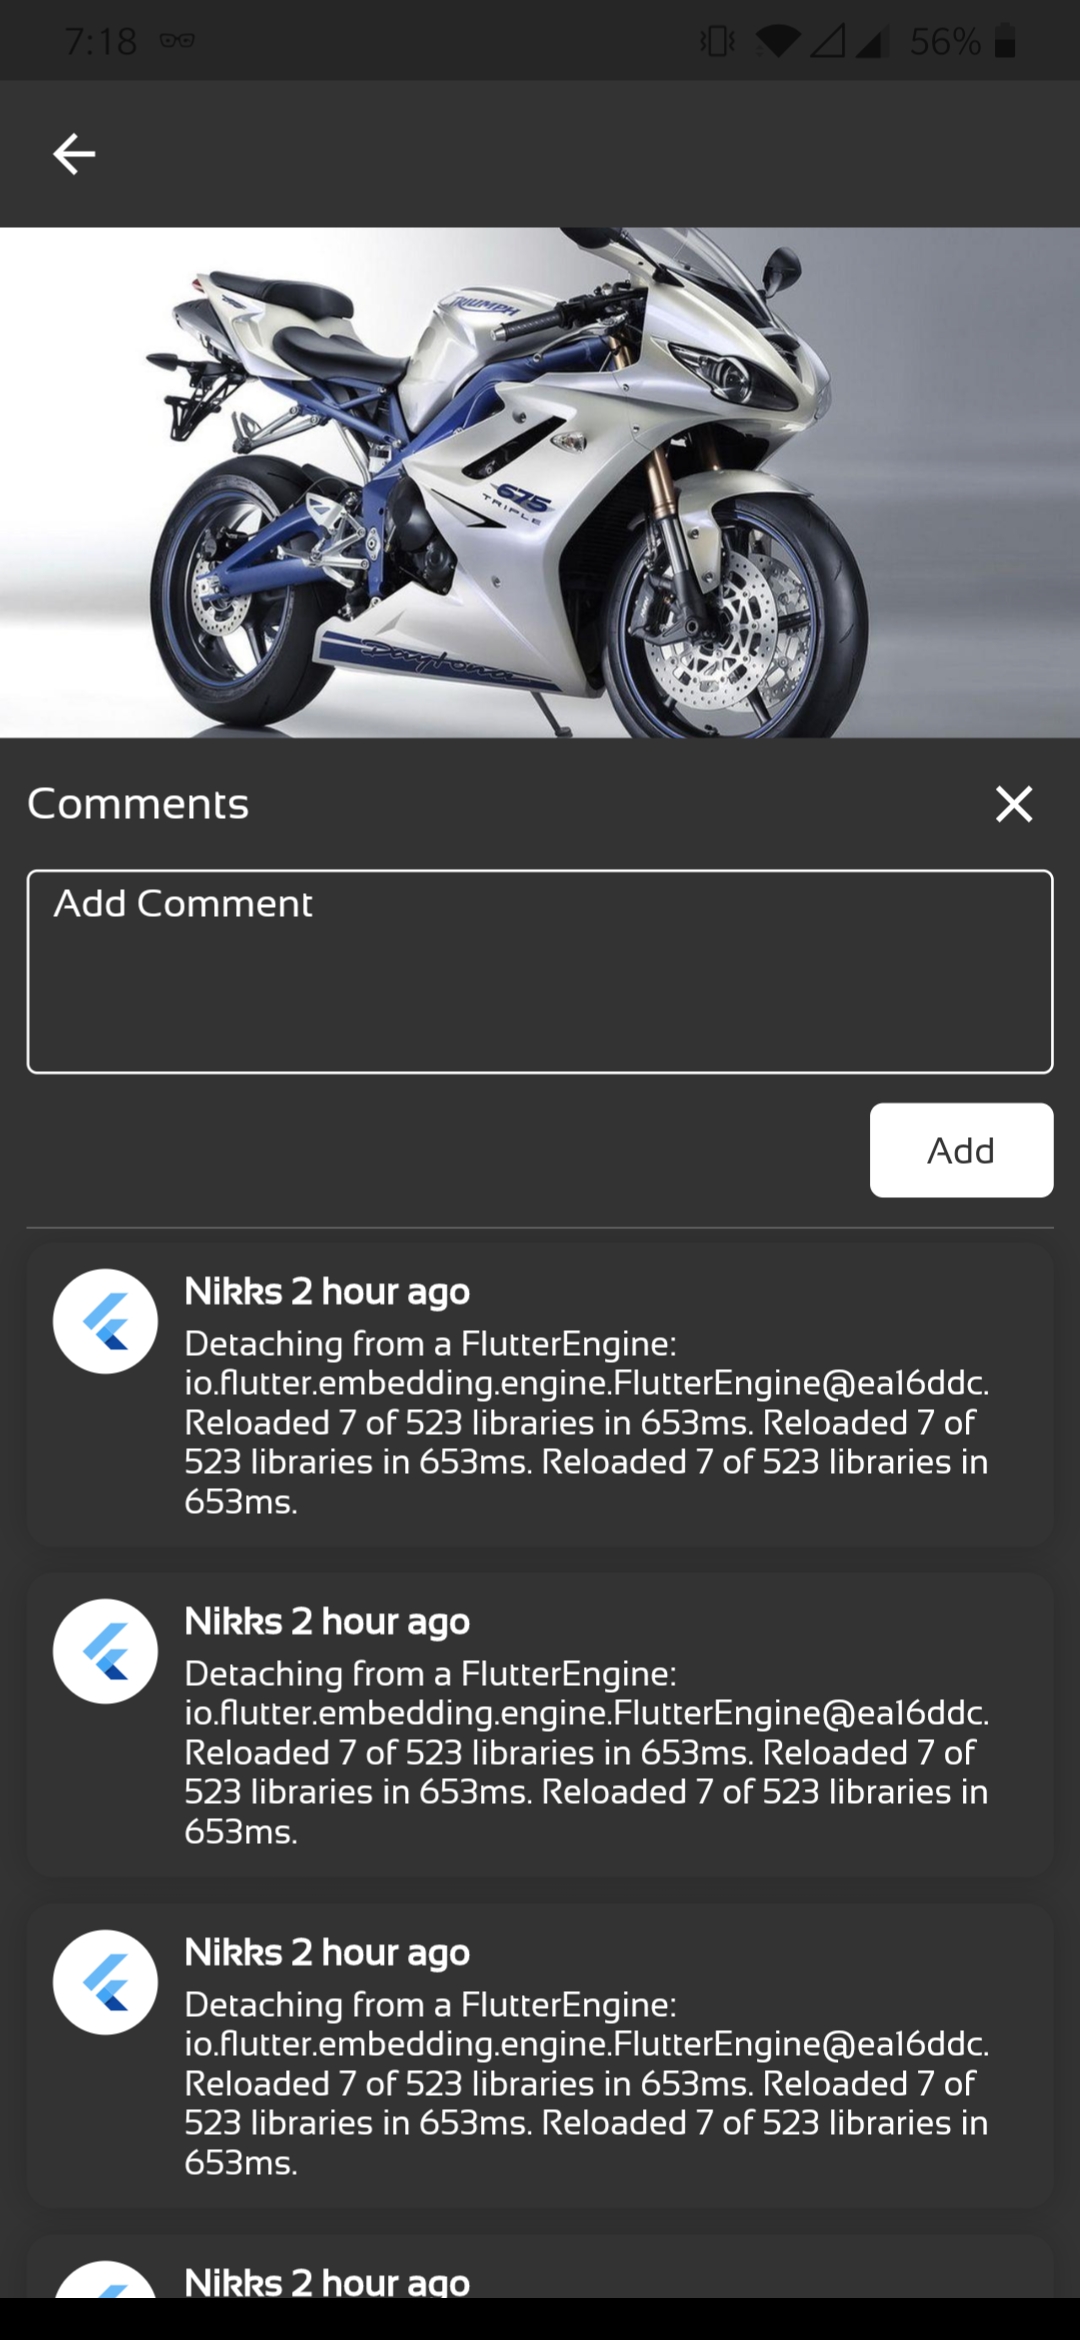 7:18
56%
TRIUMPH
675
TRIPLE
Daytona
Comments
Add Comment
Add
Nikks 2 hour ago
Detaching from a FlutterEngine:
io.flutter.embedding.engine.FlutterEngine@ea16ddc.
Reloaded 7 of 523 libraries in 653ms. Reloaded 7 of
523 libraries in 653ms. Reloaded 7 of 523 libraries in
653ms.
Nikks 2 hour ago
Detaching from a FlutterEngine:
io.flutter.embedding.engine.FlutterEngine@ea16ddc.
Reloaded 7 of 523 libraries in 653ms. Reloaded 7 of
523 libraries in 653ms. Reloaded 7 of 523 libraries in
653ms.
Nikks 2 hour ago
Detaching from a FlutterEngine:
io.flutter.embedding.engine.FlutterEngine@ea16ddc.
Reloaded 7 of 523 libraries in 653ms. Reloaded 7 of
523 libraries in 653ms. Reloaded 7 of 523 libraries in
653ms.
Nikks 2 hour ago